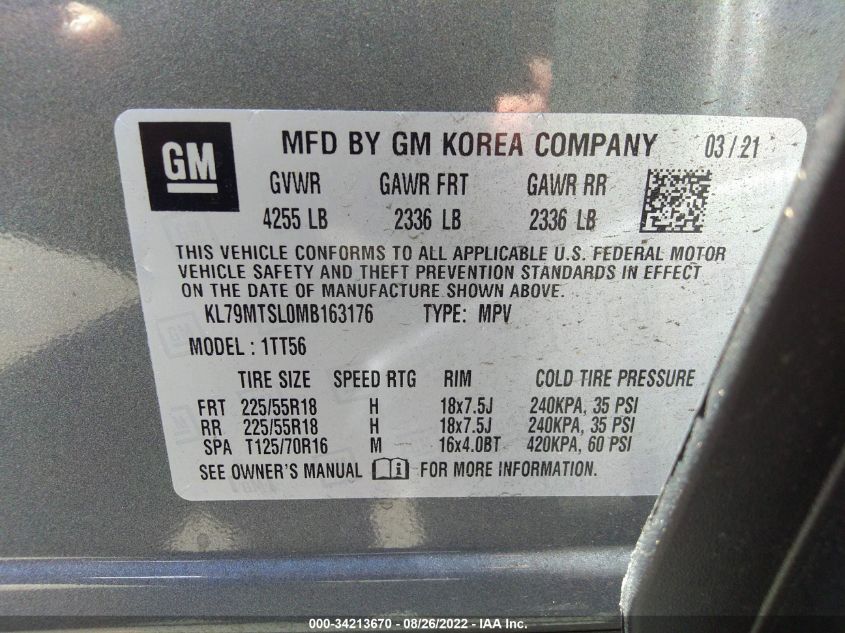 GM
MFD BY GM KOREA COMPANY 03/21
GVWR GAWR FRT GAWR RR
4255 LB 2336 LB 2336 LB
THIS VEHICLE CONFORMS TO ALL APPLICABLE U.S. FEDERAL MOTOR
VEHICLE SAFETY AND THEFT PREVENTION STANDARDS IN EFFECT
ON THE DATE OF MANUFACTURE SHOWN ABOVE.
KL79MTSL0MB163176 TYPE: MPV
MODEL : 1TT56
TIRE SIZE SPEED RTG RIM COLD TIRE PRESSURE
FRT 225/55R18 H 18x7.5J 240KPA, 35 PSI
RR 225/55R18 H 18x7.5J 240KPA, 35 PSI
SPA T125/70R16 M 16x4.0BT 420KPA, 60 PSI
SEE OWNER'S MANUAL i FOR MORE INFORMATION.
000-34213670 - 08/26/2022 - IAA Inc.